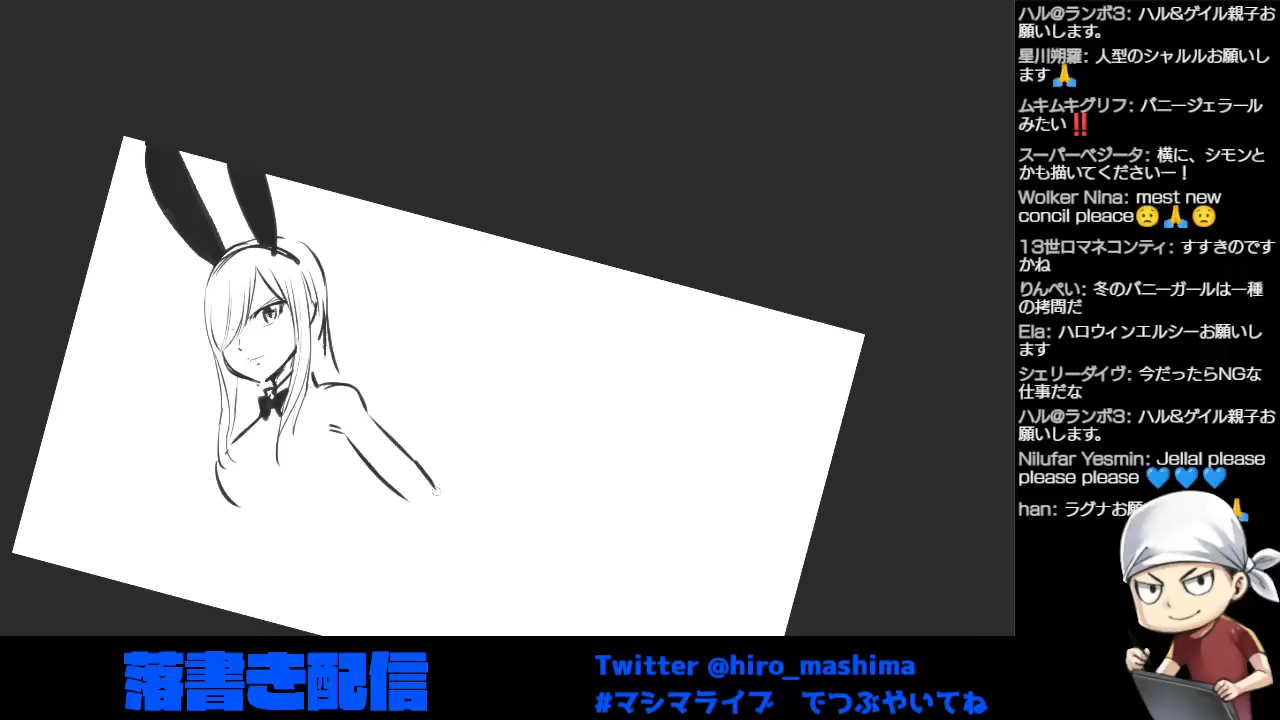 ハル@ランポ3: ハル&ゲイル親子お
願いします。
星川朔羅: 人型のシャルルお願いし
ます🙏
ムキムキグリフ: バニージェラール
みたい‼️
スーパーベジータ: 横に、シモンと
かも描いてくださいー！
Wolker Nina: mest new
concil pleace😟🙏😟
13世ロマネコンティ: すすきのです
かね
りんぺい: 冬のバニーガールは一種
の拷問だ
Ela: ハロウィンエルシーお願いし
ます
シェリーダイヴ: 今だったらNGな
仕事だな
ハル@ランポ3: ハル&ゲイル親子お
願いします。
Nilufar Yesmin: Jellal please
please please 💙💙💙
han: ラグナお願
落書き配信
Twitter @hiro_mashima
#マシマライブ でつぶやいてね